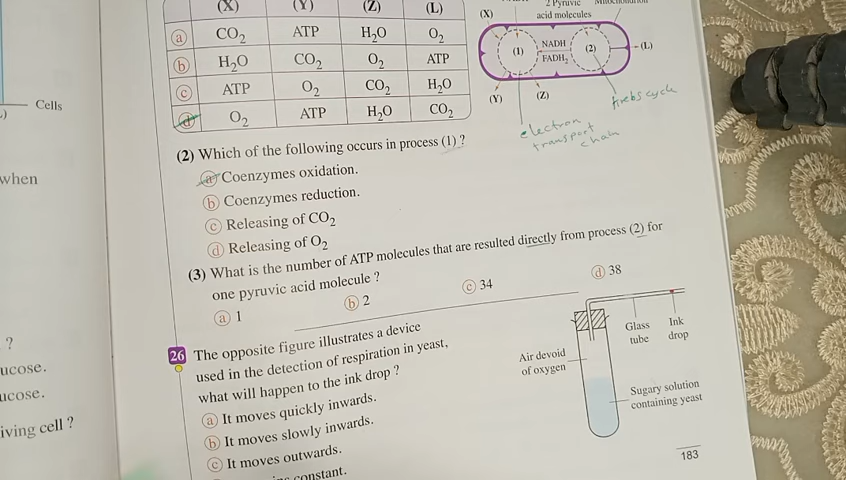 (X) (Y) (Z) (L)
a CO2 ATP H2O O2
b H2O CO2 O2 ATP
c ATP O2 CO2 H2O
d O2 ATP H2O CO2
2 Pyruvic
acid molecules
Mitochondrion
(X)
(1) NADH (2)
FADH2
(L)
(Y) (Z)
electron
transport
chain
krebs cycle
(2) Which of the following occurs in process (1) ?
a Coenzymes oxidation.
b Coenzymes reduction.
c Releasing of CO2
d Releasing of O2
(3) What is the number of ATP molecules that are resulted directly from process (2) for
one pyruvic acid molecule ?
a 1 b 2 c 34 d 38
26 The opposite figure illustrates a device
used in the detection of respiration in yeast,
what will happen to the ink drop ?
a It moves quickly inwards.
b It moves slowly inwards.
c It moves outwards.
constant.
Air devoid
of oxygen
Glass
tube
Ink
drop
Sugary solution
containing yeast
183
Cells
when
?
ucose.
ucose.
iving cell ?